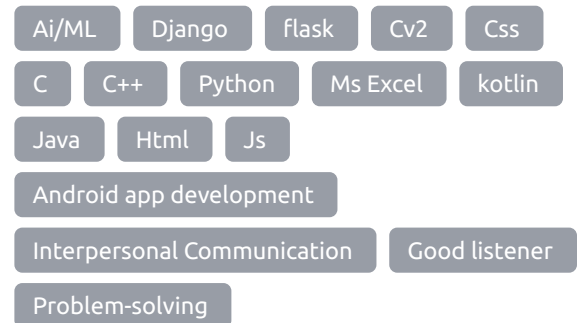 Ai/ML Django flask Cv2 Css
C C++ Python Ms Excel kotlin
Java Html Js
Android app development
Interpersonal Communication Good listener
Problem-solving